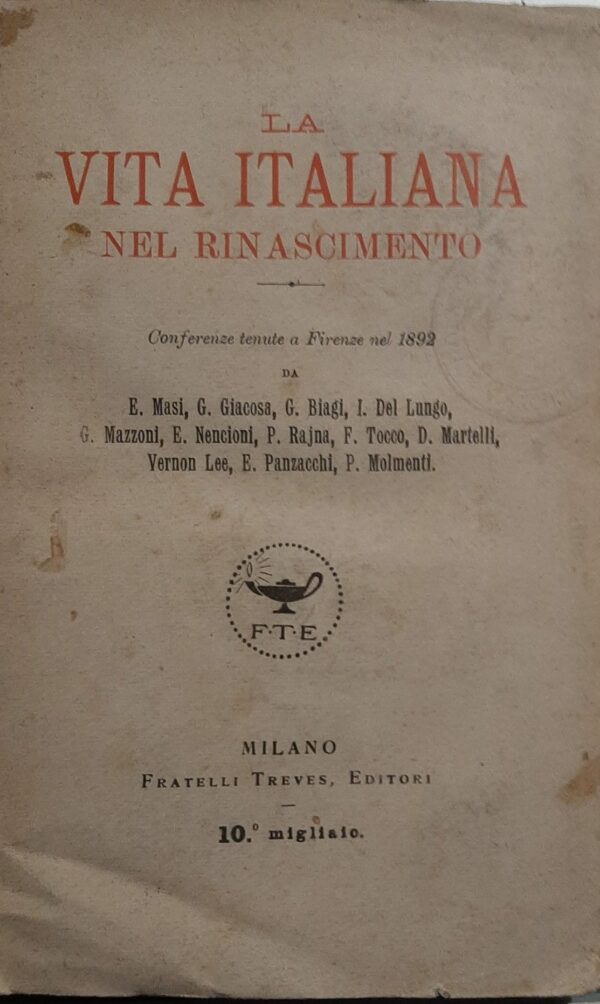 LA
VITA ITALIANA
NEL RINASCIMENTO
Conferenze tenute a Firenze nel 1892
DA
E. Masi, G. Giacosa, G. Biagi, I. Del Lungo,
G. Mazzoni, E. Nencioni, P. Rajna, F. Tocco, D. Martelli,
Vernon Lee, E. Panzacchi, P. Molmenti.
F·T·E
MILANO
FRATELLI TREVES, EDITORI
10.º migliaio.